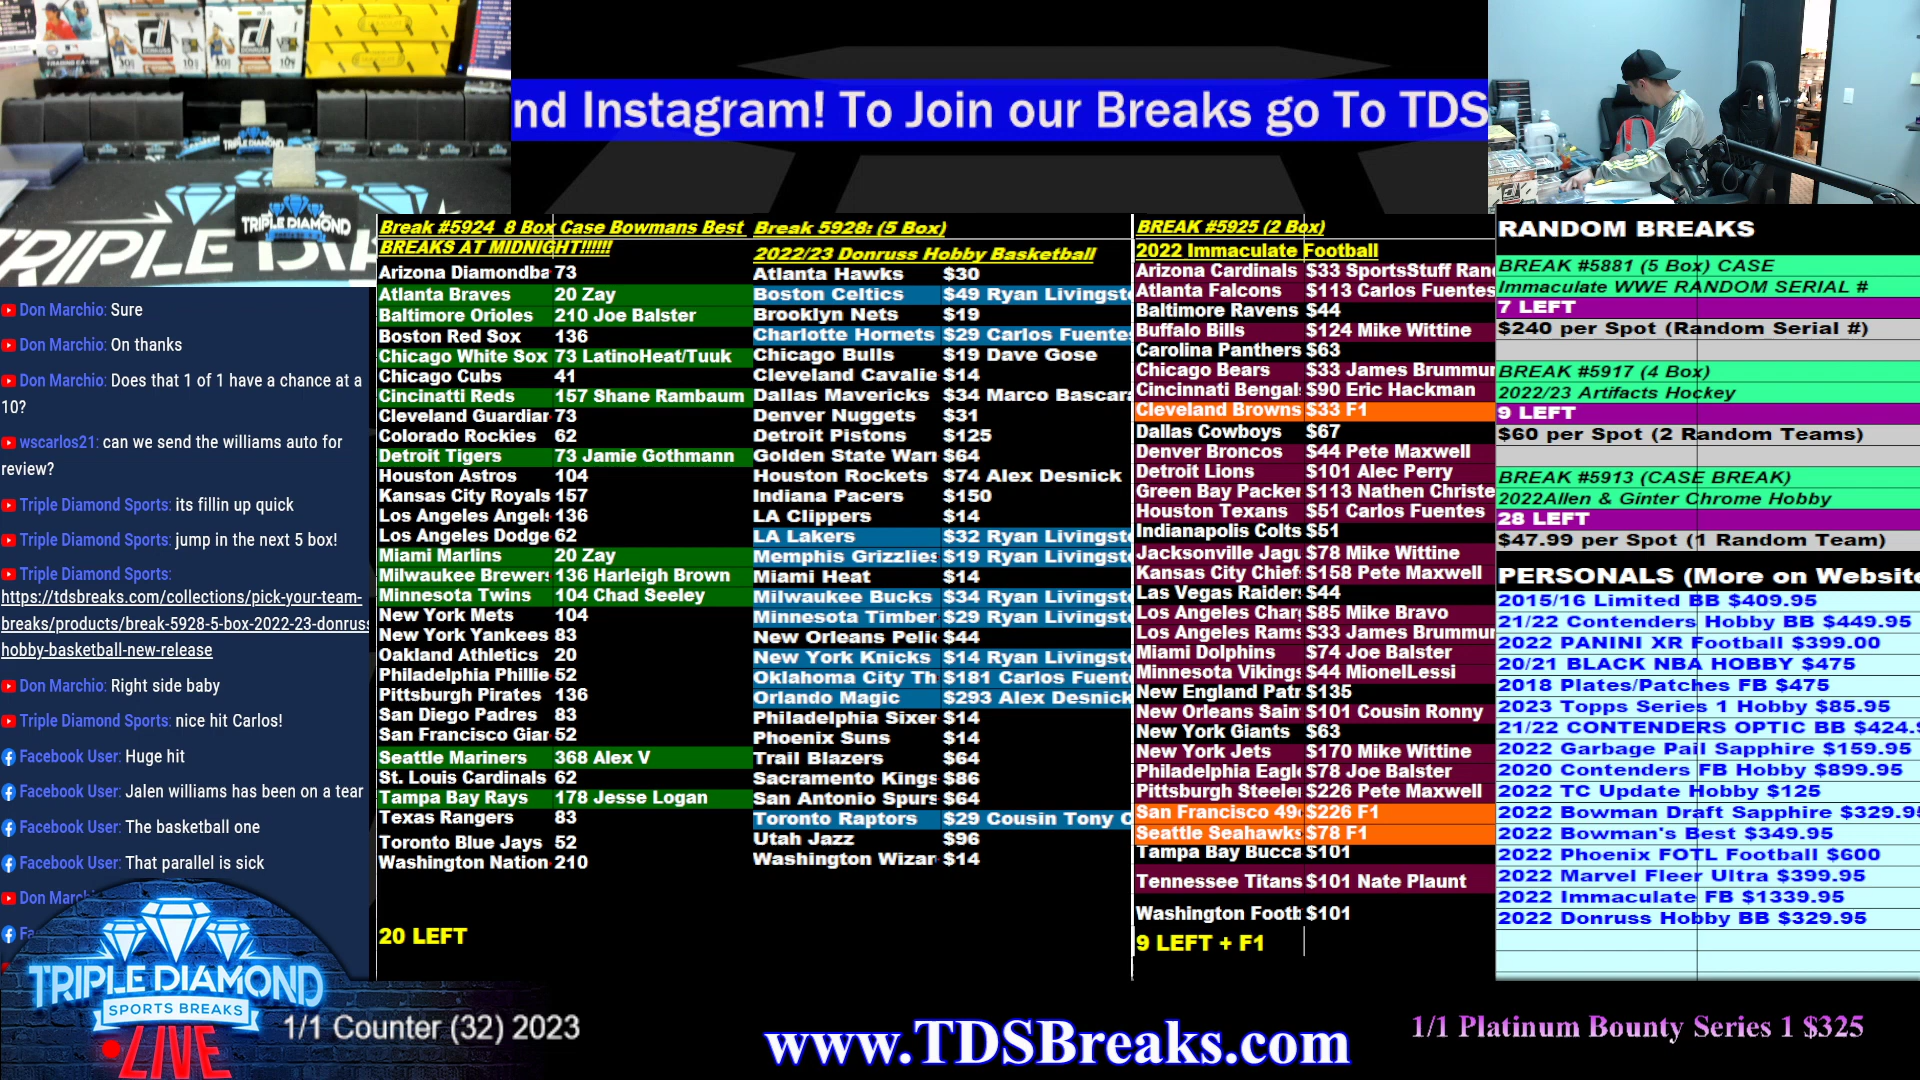 nd Instagram! To Join our Breaks go To TDS
TRIPLE DIAMOND
Don Marchio: Sure
Don Marchio: On thanks
Don Marchio: Does that 1 of 1 have a chance at a
10?
wscarlos21: can we send the williams auto for
review?
Triple Diamond Sports: its fillin up quick
Triple Diamond Sports: jump in the next 5 box!
Triple Diamond Sports:
https://tdsbreaks.com/collections/pick-your-team-
breaks/products/break-5928-5-box-2022-23-donruss
hobby-basketball-new-release
Don Marchio: Right side baby
Triple Diamond Sports: nice hit Carlos!
Facebook User: Huge hit
Facebook User: Jalen williams has been on a tear
Facebook User: The basketball one
Facebook User: That parallel is sick
Don Marchi
Fa
Break #5924 8 Box Case Bowmans Best
BREAKS AT MIDNIGHT!!!!!!
Arizona Diamondba 73
Atlanta Braves 20 Zay
Baltimore Orioles 210 Joe Balster
Boston Red Sox 136
Chicago White Sox 73 LatinoHeat/Tuuk
Chicago Cubs 41
Cincinatti Reds 157 Shane Rambaum
Cleveland Guardiar 73
Colorado Rockies 62
Detroit Tigers 73 Jamie Gothmann
Houston Astros 104
Kansas City Royals 157
Los Angeles Angels 136
Los Angeles Dodge 62
Miami Marlins 20 Zay
Milwaukee Brewers 136 Harleigh Brown
Minnesota Twins 104 Chad Seeley
New York Mets 104
New York Yankees 83
Oakland Athletics 20
Philadelphia Phillie 52
Pittsburgh Pirates 136
San Diego Padres 83
San Francisco Giar 52
Seattle Mariners 368 Alex V
St. Louis Cardinals 62
Tampa Bay Rays 178 Jesse Logan
Texas Rangers 83
Toronto Blue Jays 52
Washington Nation 210
20 LEFT
Break 5928: (5 Box)
2022/23 Donruss Hobby Basketball
Atlanta Hawks $30
Boston Celtics $49 Ryan Livingst
Brooklyn Nets $19
Charlotte Hornets $29 Carlos Fuentes
Chicago Bulls $19 Dave Gose
Cleveland Cavalie $14
Dallas Mavericks $34 Marco Bascar
Denver Nuggets $31
Detroit Pistons $125
Golden State Warr $64
Houston Rockets $74 Alex Desnick
Indiana Pacers $150
LA Clippers $14
LA Lakers $32 Ryan Livingst
Memphis Grizzlies $19 Ryan Livingst
Miami Heat $14
Milwaukee Bucks $34 Ryan Livingst
Minnesota Timber $29 Ryan Livingst
New Orleans Pelic $44
New York Knicks $14 Ryan Livingst
Oklahoma City Th $181 Carlos Fuent
Orlando Magic $293 Alex Desnick
Philadelphia Sixer $14
Phoenix Suns $14
Trail Blazers $64
Sacramento Kings $86
San Antonio Spurs $64
Toronto Raptors $29 Cousin Tony C
Utah Jazz $96
Washington Wizar $14
BREAK #5925 (2 Box)
2022 Immaculate Football
Arizona Cardinals $33 SportsStuff Ran
Atlanta Falcons $113 Carlos Fuentes
Baltimore Ravens $44
Buffalo Bills $124 Mike Wittine
Carolina Panthers $63
Chicago Bears $33 James Brummur
Cincinnati Bengals $90 Eric Hackman
Cleveland Browns $33 F1
Dallas Cowboys $67
Denver Broncos $44 Pete Maxwell
Detroit Lions $101 Alec Perry
Green Bay Packer $113 Nathen Christe
Houston Texans $51 Carlos Fuentes
Indianapolis Colts $51
Jacksonville Jagu $78 Mike Wittine
Kansas City Chiefs $158 Pete Maxwell
Las Vegas Raiders $44
Los Angeles Charg $85 Mike Bravo
Los Angeles Rams $33 James Brummur
Miami Dolphins $74 Joe Balster
Minnesota Vikings $44 MionelLessi
New England Patr $135
New Orleans Sain $101 Cousin Ronny
New York Giants $63
New York Jets $170 Mike Wittine
Philadelphia Eagle $78 Joe Balster
Pittsburgh Steeler $226 Pete Maxwell
San Francisco 49e $226 F1
Seattle Seahawks $78 F1
Tampa Bay Bucca $101
Tennessee Titans $101 Nate Plaunt
Washington Footb $101
9 LEFT + F1
RANDOM BREAKS
BREAK #5881 (5 Box) CASE
Immaculate WWE RANDOM SERIAL #
7 LEFT
$240 per Spot (Random Serial #)
BREAK #5917 (4 Box)
2022/23 Artifacts Hockey
9 LEFT
$60 per Spot (2 Random Teams)
BREAK #5913 (CASE BREAK)
2022Allen & Ginter Chrome Hobby
28 LEFT
$47.99 per Spot (1 Random Team)
PERSONALS (More on Website
2015/16 Limited BB $409.95
21/22 Contenders Hobby BB $449.95
2022 PANINI XR Football $399.00
20/21 BLACK NBA HOBBY $475
2018 Plates/Patches FB $475
2023 Topps Series 1 Hobby $85.95
21/22 CONTENDERS OPTIC BB $424.9
2022 Garbage Pail Sapphire $159.95
2020 Contenders FB Hobby $899.95
2022 TC Update Hobby $125
2022 Bowman Draft Sapphire $329.95
2022 Bowman's Best $349.95
2022 Phoenix FOTL Football $600
2022 Marvel Fleer Ultra $399.95
2022 Immaculate FB $1339.95
2022 Donruss Hobby BB $329.95
TRIPLE DIAMOND
SPORTS BREAKS
LIVE
1/1 Counter (32) 2023
www.TDSBreaks.com
1/1 Platinum Bounty Series 1 $325